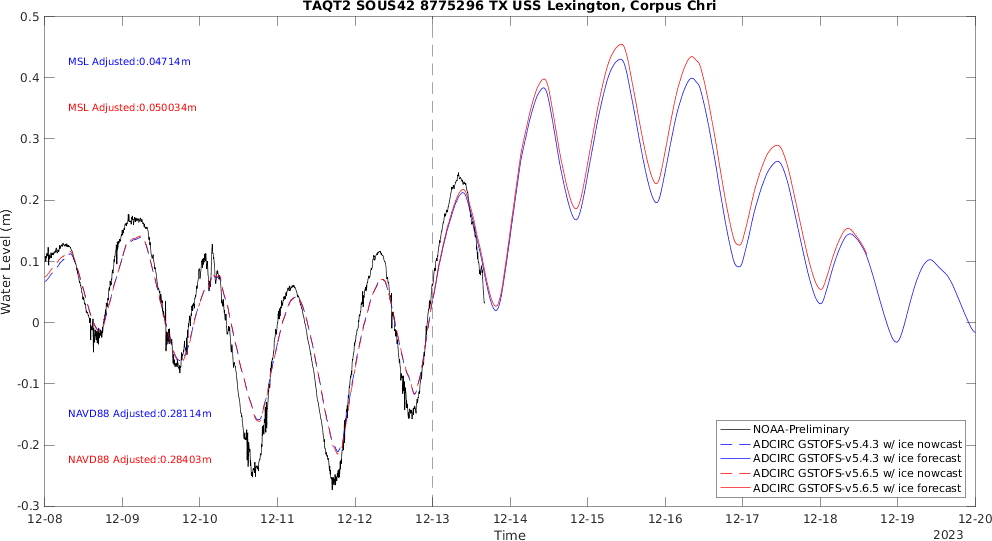 TAQT2 SOUS42 8775296 TX USS Lexington, Corpus Chri
0.5
0.4
0.3
0.2
0.1
0
-0.1
-0.2
-0.3
Water Level (m)
MSL Adjusted:0.04714m
MSL Adjusted:0.050034m
NAVD88 Adjusted:0.28114m
NAVD88 Adjusted:0.28403m
NOAA-Preliminary
ADCIRC GSTOFS-v5.4.3 w/ ice nowcast
ADCIRC GSTOFS-v5.4.3 w/ ice forecast
ADCIRC GSTOFS-v5.6.5 w/ ice nowcast
ADCIRC GSTOFS-v5.6.5 w/ ice forecast
12-08 12-09 12-10 12-11 12-12 12-13 12-14 12-15 12-16 12-17 12-18 12-19 12-20
Time
2023